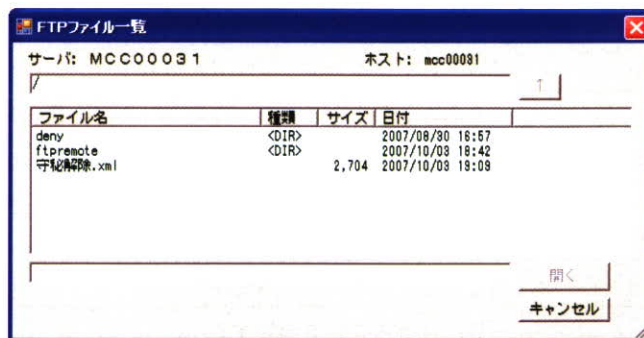 FTPファイル一覧
サーバ: MCC00031 ホスト: mcc00031
/
↑
ファイル名 種類 サイズ 日付
deny <DIR> 2007/08/30 16:57
ftpremote <DIR> 2007/10/03 18:42
守秘解除.xml 2,704 2007/10/03 19:09
開く
キャンセル